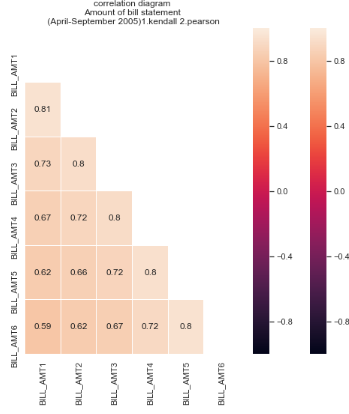 correlation diagram
Amount of bill statement
(April-September 2005)1.kendall 2.pearson
BILL_AMT1
BILL_AMT2
0.81
BILL_AMT3
0.73 0.8
BILL_AMT4
0.67 0.72 0.8
BILL_AMT5
0.62 0.66 0.72 0.8
BILL_AMT6
0.59 0.62 0.67 0.72 0.8
BILL_AMT1 BILL_AMT2 BILL_AMT3 BILL_AMT4 BILL_AMT5 BILL_AMT6
0.8 0.8
0.4 0.4
0.0 0.0
−0.4 −0.4
−0.8 −0.8